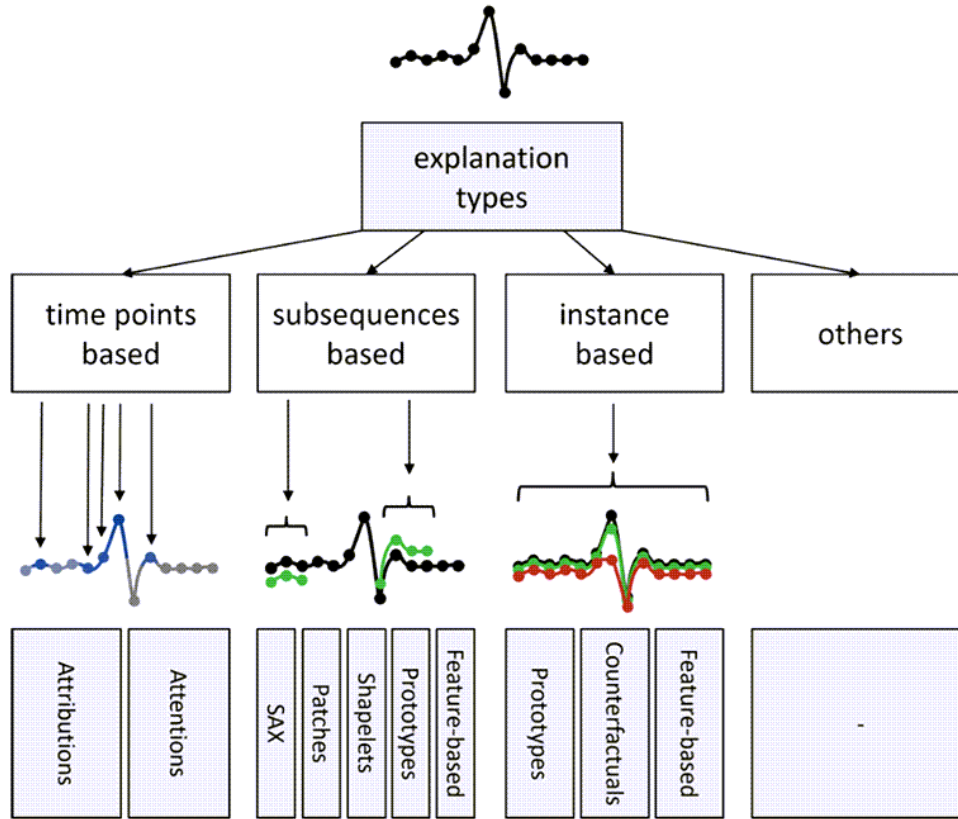 explanation
types
time points
based
subsequences
based
instance
based
others
Attributions
Attentions
SAX
Patches
Shapelets
Prototypes
Feature-based
Prototypes
Counterfactuals
Feature-based
-